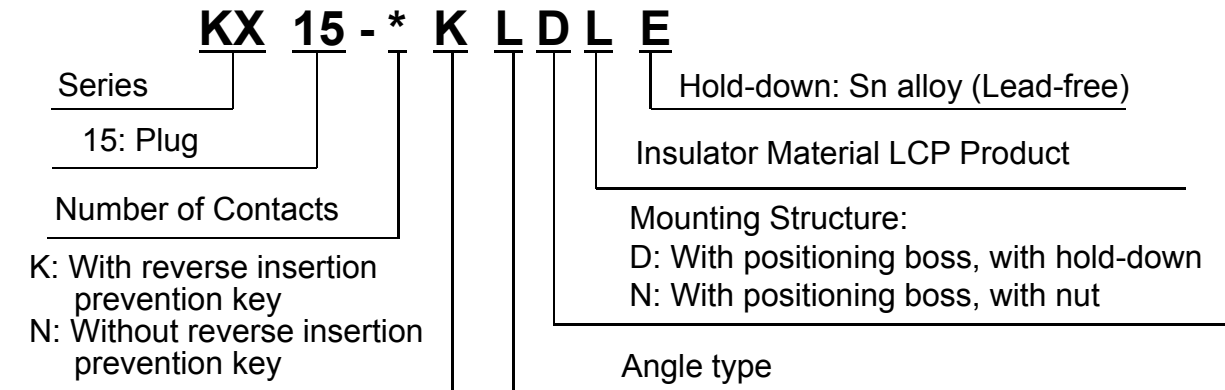 KX 15 - * K L D L E
Series
Hold-down: Sn alloy (Lead-free)
15: Plug
Insulator Material LCP Product
Number of Contacts
Mounting Structure:
D: With positioning boss, with hold-down
N: With positioning boss, with nut
K: With reverse insertion
prevention key
N: Without reverse insertion
prevention key
Angle type